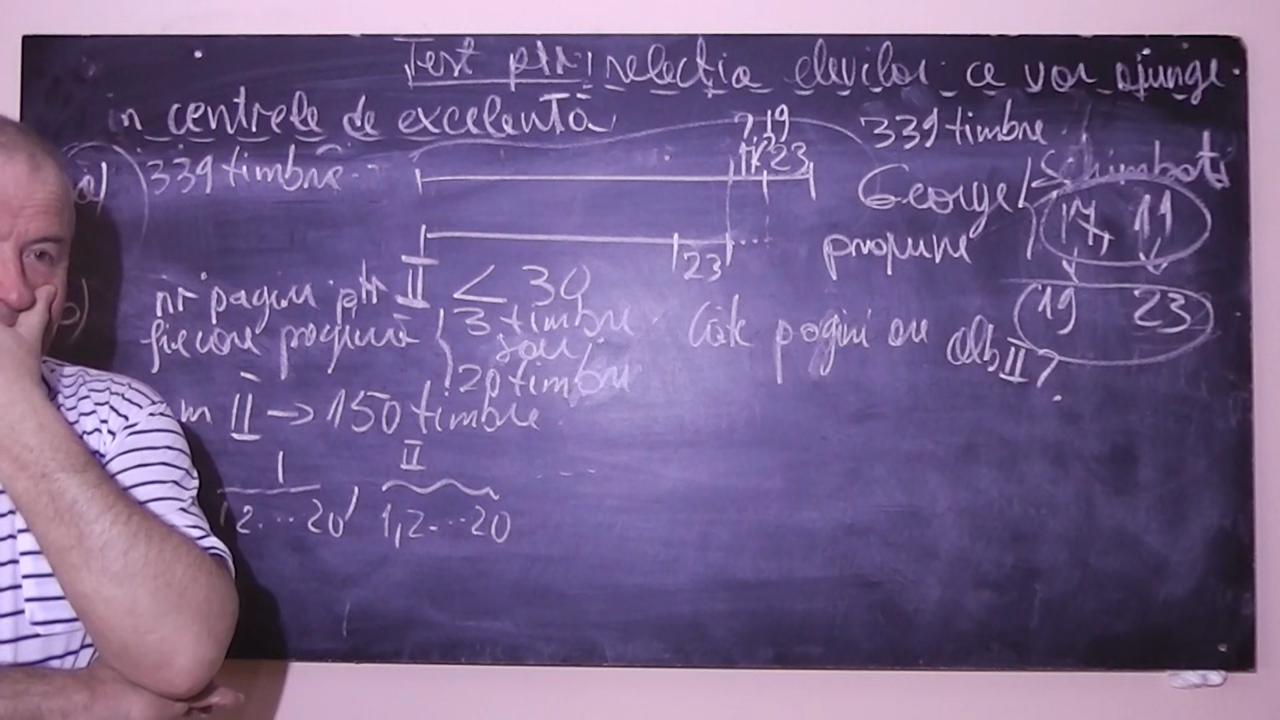 Test ptr: selecția elevilor ce vor ajunge
în centrele de excelență
a) 339 timbre
?, 19
17 23
339 timbre
George propune
Schimbați
17, 11
19 23
23
b) nr pagini ptr II < 30
fiecare pagină
3 timbre
sau
20 timbre
Câte pagini are alb II?
în II → 150 timbre
I II
1 2...20, 1,2...20